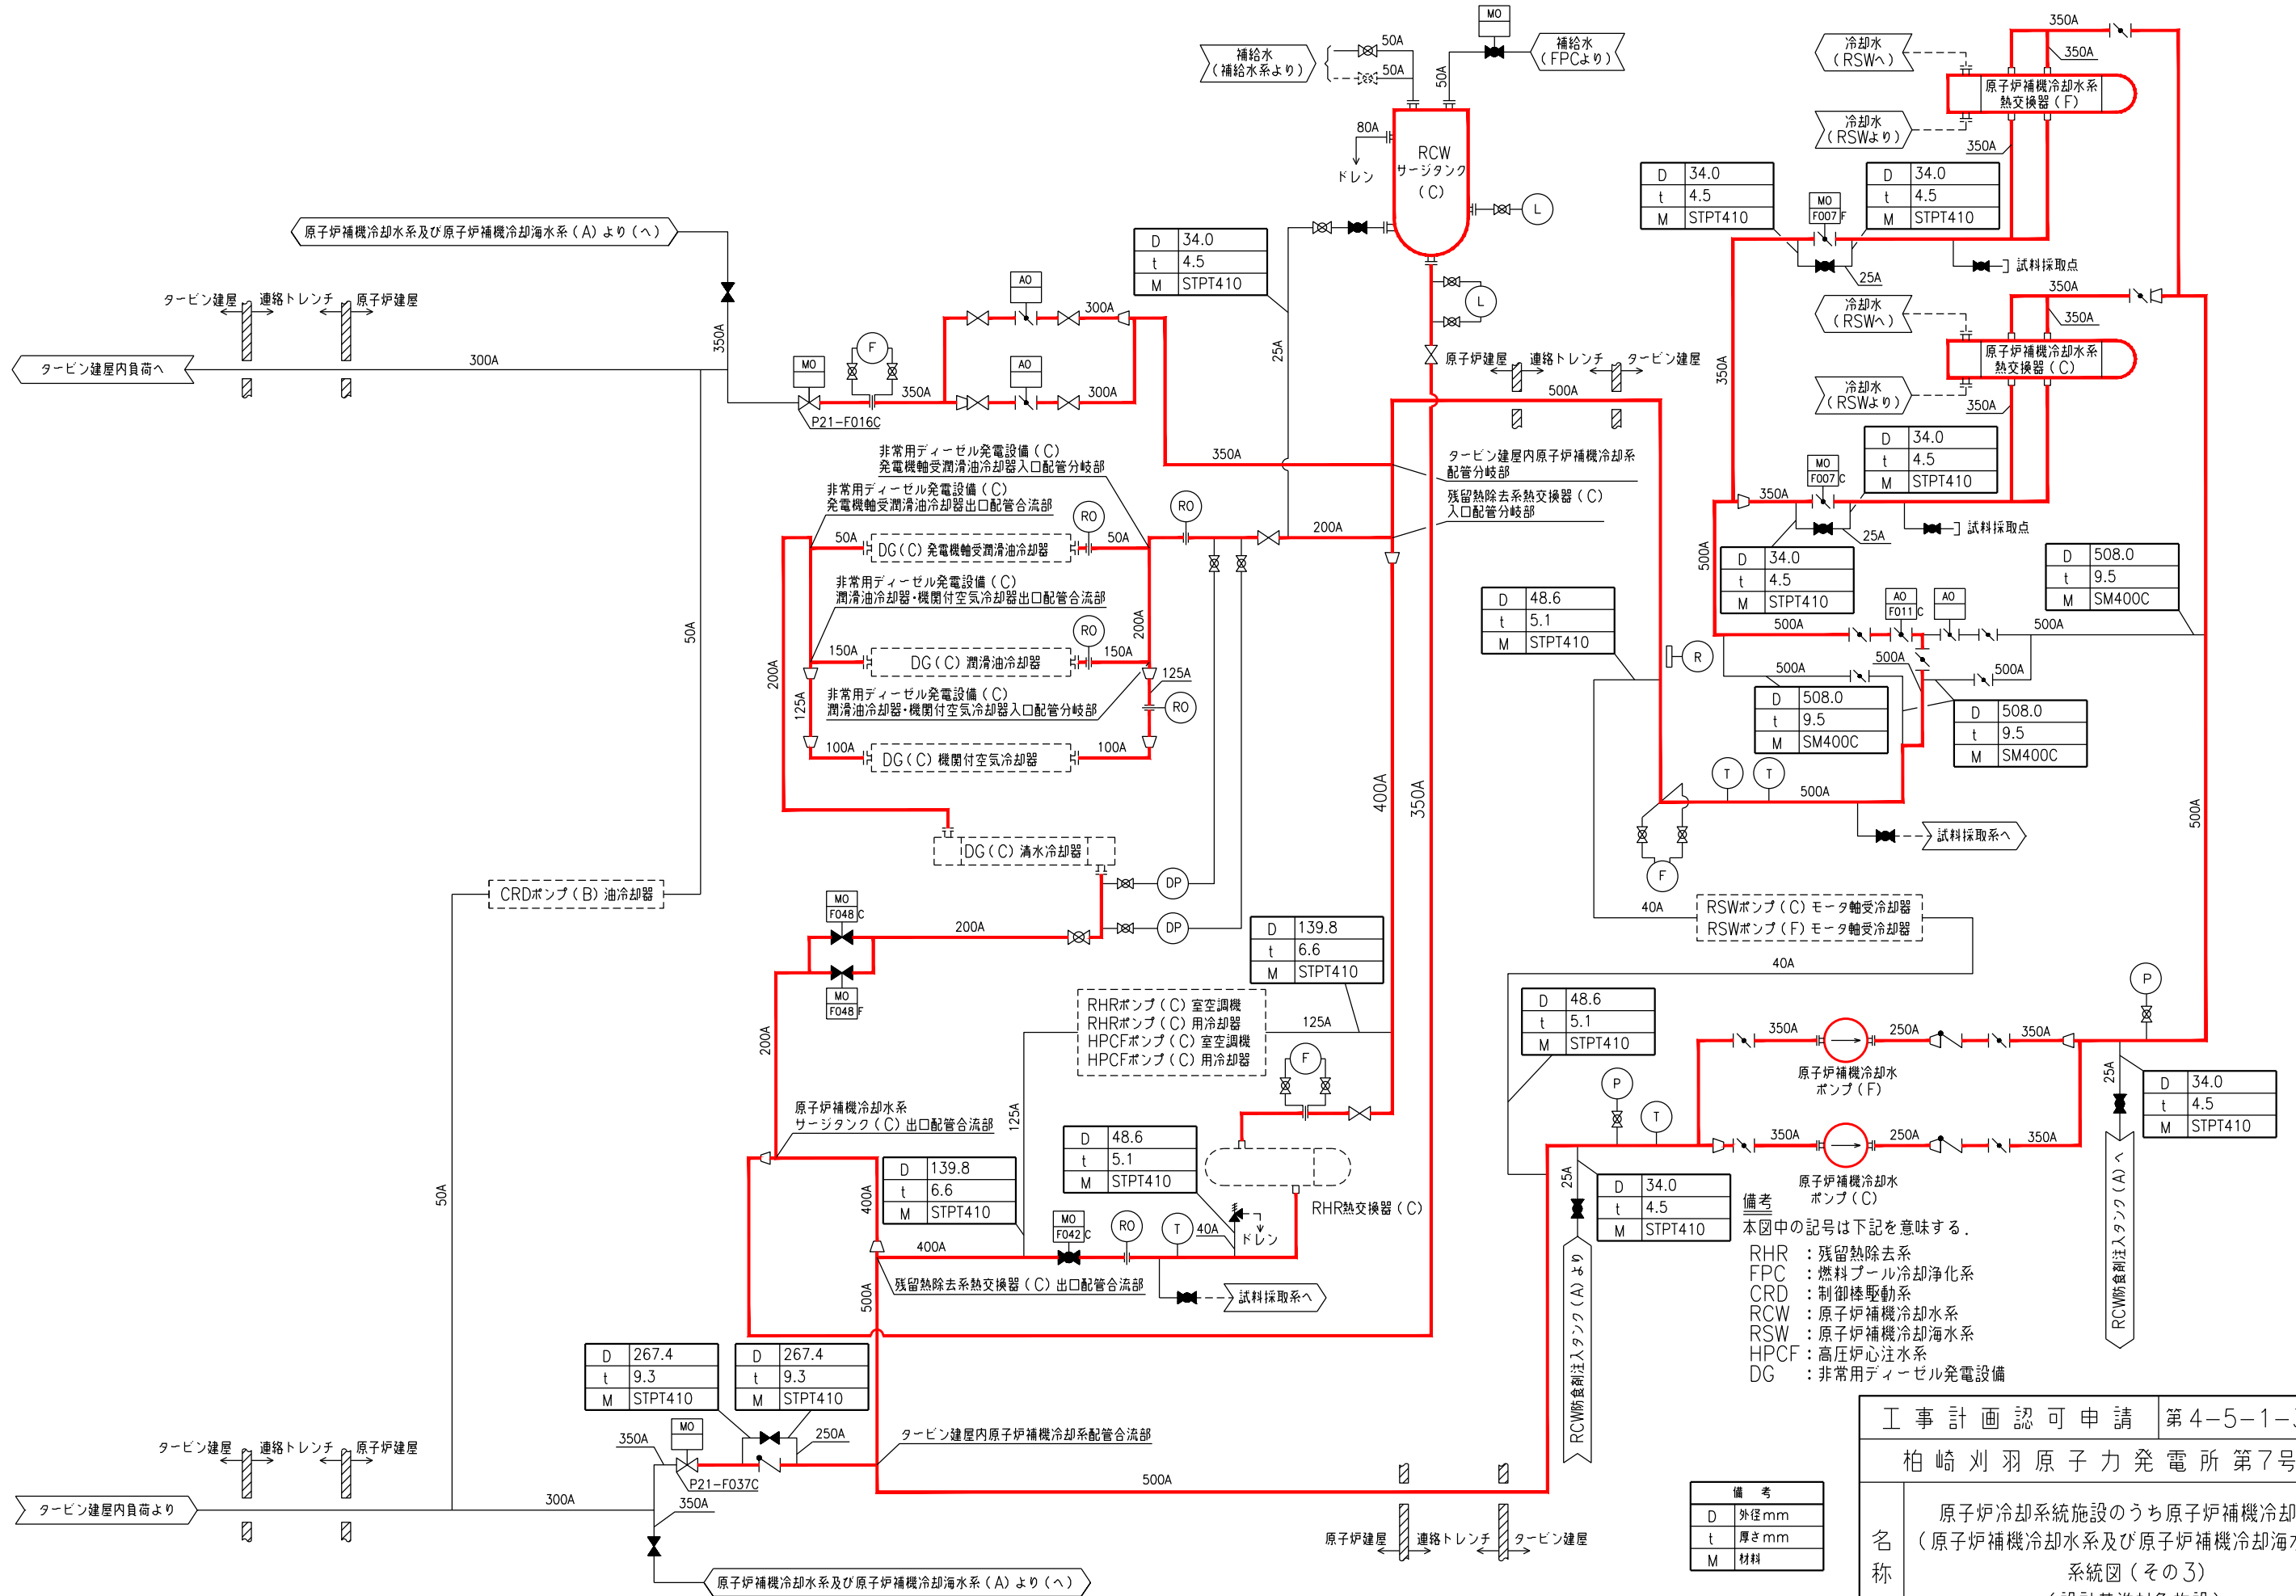 補給水
(補給水系より)
50A
50A
50A
MO
補給水
(FPCより)
80A
ドレン
RCW
サージタンク
(C)
L
L
冷却水
(RSWへ)
350A
350A
原子炉補機冷却水系
熱交換器(F)
冷却水
(RSWより)
350A
D 34.0
t 4.5
M STPT410
MO
F007 F
D 34.0
t 4.5
M STPT410
25A
試料採取点
350A
冷却水
(RSWへ)
350A
350A
原子炉補機冷却水系
熱交換器(C)
冷却水
(RSWより)
350A
D 34.0
t 4.5
M STPT410
MO
F007 C
350A
25A
試料採取点
500A
D 34.0
t 4.5
M STPT410
AO
F011 C
AO
D 508.0
t 9.5
M SM400C
500A
500A
500A
500A
500A
D 508.0
t 9.5
M SM400C
D 508.0
t 9.5
M SM400C
500A
原子炉補機冷却水系及び原子炉補機冷却海水系(A)より(へ)
タービン建屋
連絡トレンチ
原子炉建屋
タービン建屋内負荷へ
300A
350A
MO
P21-F016C
F
350A
AO
300A
AO
300A
D 34.0
t 4.5
M STPT410
25A
350A
原子炉建屋
連絡トレンチ
タービン建屋
500A
タービン建屋内原子炉補機冷却系
配管分岐部
残留熱除去系熱交換器(C)
入口配管分岐部
非常用ディーゼル発電設備(C)
発電機軸受潤滑油冷却器入口配管分岐部
非常用ディーゼル発電設備(C)
発電機軸受潤滑油冷却器出口配管合流部
RO
RO
50A
DG(C)発電機軸受潤滑油冷却器
50A
200A
非常用ディーゼル発電設備(C)
潤滑油冷却器・機関付空気冷却器出口配管合流部
RO
200A
150A
DG(C)潤滑油冷却器
150A
200A
125A
125A
非常用ディーゼル発電設備(C)
潤滑油冷却器・機関付空気冷却器入口配管分岐部
RO
100A
DG(C)機関付空気冷却器
100A
50A
400A
350A
DG(C)清水冷却器
DP
DP
CRDポンプ(B)油冷却器
MO
F048 C
200A
MO
F048 F
200A
D 48.6
t 5.1
M STPT410
R
T
T
500A
試料採取系へ
F
40A
RSWポンプ(C)モータ軸受冷却器
RSWポンプ(F)モータ軸受冷却器
40A
D 139.8
t 6.6
M STPT410
RHRポンプ(C)室空調機
RHRポンプ(C)用冷却器
HPCFポンプ(C)室空調機
HPCFポンプ(C)用冷却器
125A
125A
F
原子炉補機冷却水系
サージタンク(C)出口配管合流部
D 48.6
t 5.1
M STPT410
D 139.8
t 6.6
M STPT410
RHR熱交換器(C)
400A
MO
F042 C
RO
T
40A
ドレン
400A
残留熱除去系熱交換器(C)出口配管合流部
試料採取系へ
500A
50A
D 48.6
t 5.1
M STPT410
P
T
350A
250A
350A
原子炉補機冷却水
ポンプ(F)
350A
250A
350A
原子炉補機冷却水
ポンプ(C)
P
25A
D 34.0
t 4.5
M STPT410
RCW防食剤注入タンク(A)へ
25A
D 34.0
t 4.5
M STPT410
RCW防食剤注入タンク(A)より
備考
本図中の記号は下記を意味する.
RHR :残留熱除去系
FPC :燃料プール冷却浄化系
CRD :制御棒駆動系
RCW :原子炉補機冷却水系
RSW :原子炉補機冷却海水系
HPCF:高圧炉心注水系
DG :非常用ディーゼル発電設備
D 267.4
t 9.3
M STPT410
D 267.4
t 9.3
M STPT410
MO
350A
250A
P21-F037C
タービン建屋内原子炉補機冷却系配管合流部
500A
タービン建屋
連絡トレンチ
原子炉建屋
タービン建屋内負荷より
300A
350A
原子炉補機冷却水系及び原子炉補機冷却海水系(A)より(へ)
原子炉建屋
連絡トレンチ
タービン建屋
備 考
D 外径mm
t 厚さmm
M 材料
工事計画認可申請 第4-5-1-3
柏崎刈羽原子力発電所第7号
名称
原子炉冷却系統施設のうち原子炉補機冷却
(原子炉補機冷却水系及び原子炉補機冷却海水
系統図(その3)